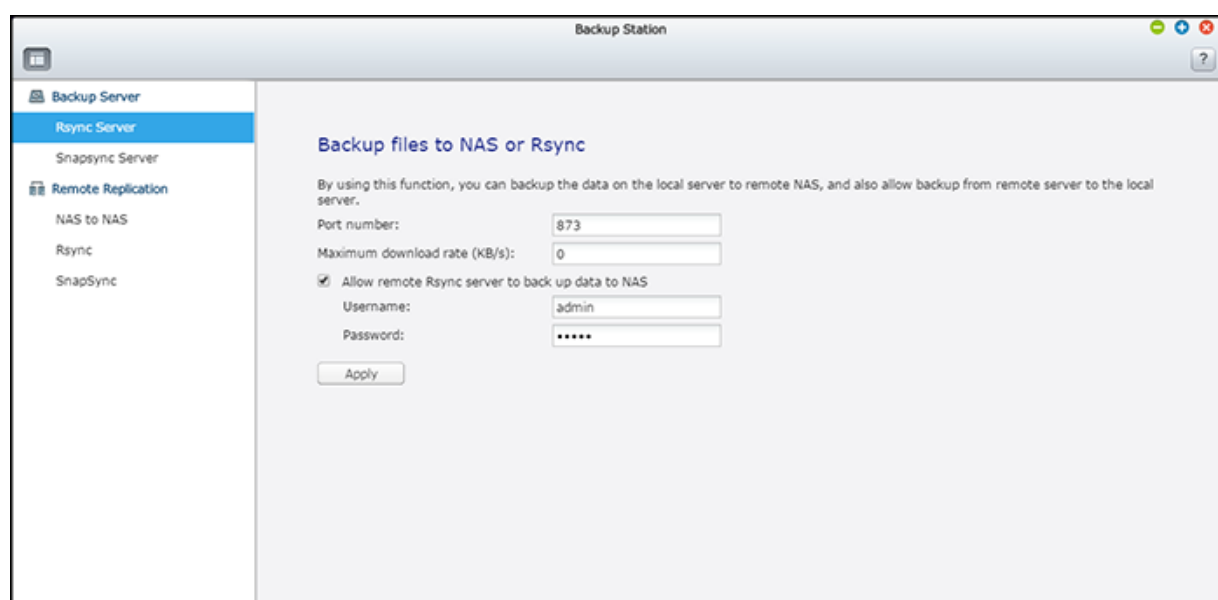 Backup Station
?
Backup Server
Rsync Server
Snapsync Server
Remote Replication
NAS to NAS
Rsync
SnapSync
Backup files to NAS or Rsync
By using this function, you can backup the data on the local server to remote NAS, and also allow backup from remote server to the local
server.
Port number: 873
Maximum download rate (KB/s): 0
Allow remote Rsync server to back up data to NAS
Username: admin
Password: •••••
Apply